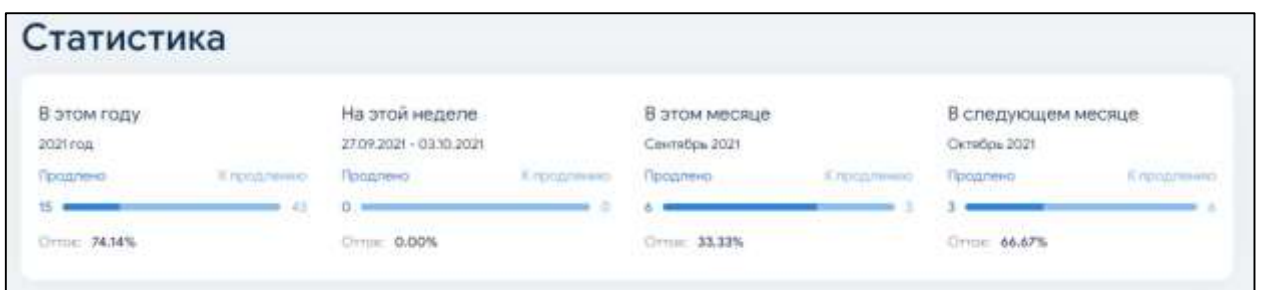 Статистика
В этом году
2021 год
Продлено К продлению
15 43
Отток: 74.14%
На этой неделе
27.09.2021 - 03.10.2021
Продлено К продлению
0 0
Отток: 0.00%
В этом месяце
Сентябрь 2021
Продлено К продлению
6 3
Отток: 33.33%
В следующем месяце
Октябрь 2021
Продлено К продлению
3 6
Отток: 66.67%